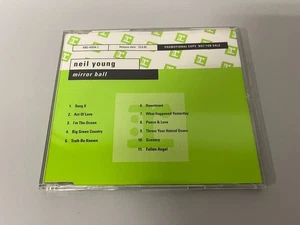 PROMOTIONAL COPY. NOT FOR SALE
neil young
mirror ball
1. Song X
2. Act Of Love
3. I'm The Ocean
4. Big Green Country
5. Truth Be Known
6. Downtown
7. What Happened Yesterday
8. Peace & Love
9. Throw Your Hatred Down
10. Scenery
11. Fallen Angel